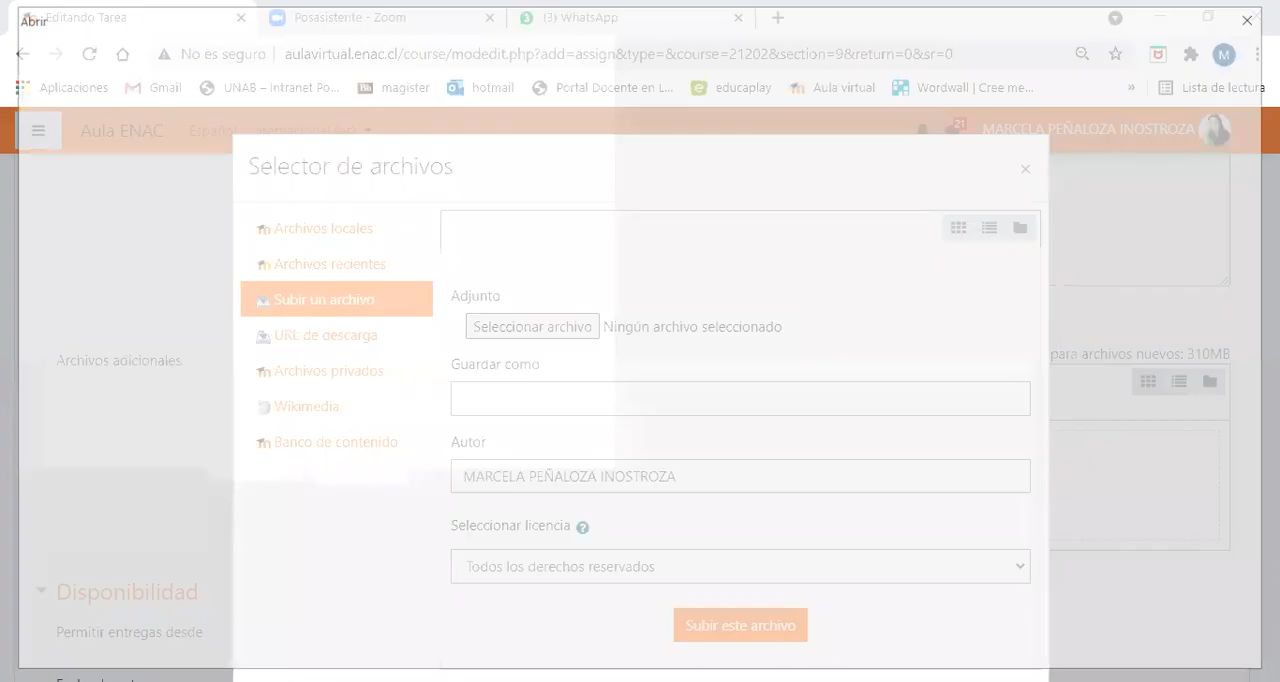 Abrir
Editando Tarea
Posasistente - Zoom
(3) WhatsApp
No es seguro
aulavirtual.enac.cl/course/modedit.php?add=assign&type=&course=21202&section=9&return=0&sr=0
M
Aplicaciones
Gmail
UNAB – Intranet Po...
Bb
magister
hotmail
Portal Docente en L...
educaplay
Aula virtual
Wordwall | Cree me...
»
Lista de lectura
Aula ENAC
Español
21
MARCELA PEÑALOZA INOSTROZA
Selector de archivos
Archivos locales
Archivos recientes
Subir un archivo
URL de descarga
Archivos privados
Wikimedia
Banco de contenido
Adjunto
Seleccionar archivo
Ningún archivo seleccionado
Guardar como
Autor
MARCELA PEÑALOZA INOSTROZA
Seleccionar licencia
Todos los derechos reservados
Subir este archivo
para archivos nuevos: 310MB
Archivos adicionales
Disponibilidad
Permitir entregas desde